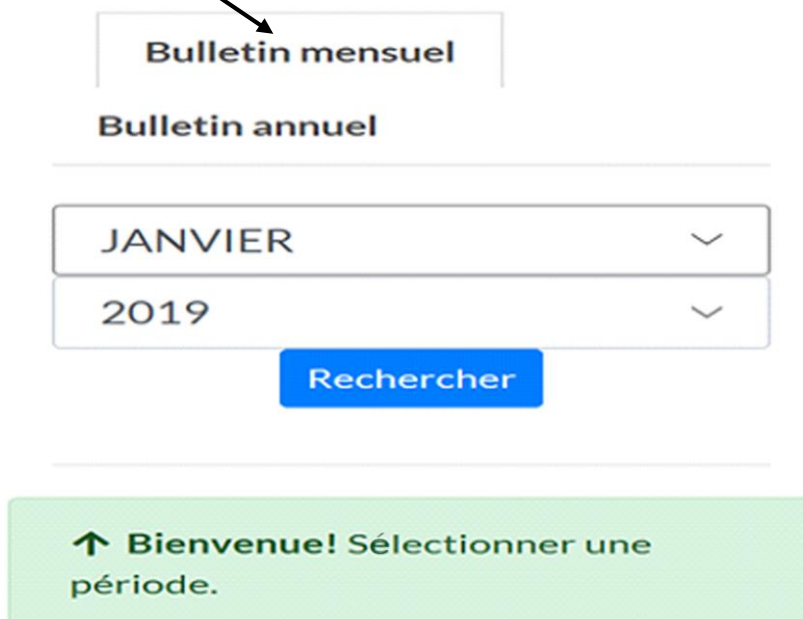 Bulletin mensuel
Bulletin annuel
JANVIER
2019
Rechercher
↑ Bienvenue! Sélectionner une
période.